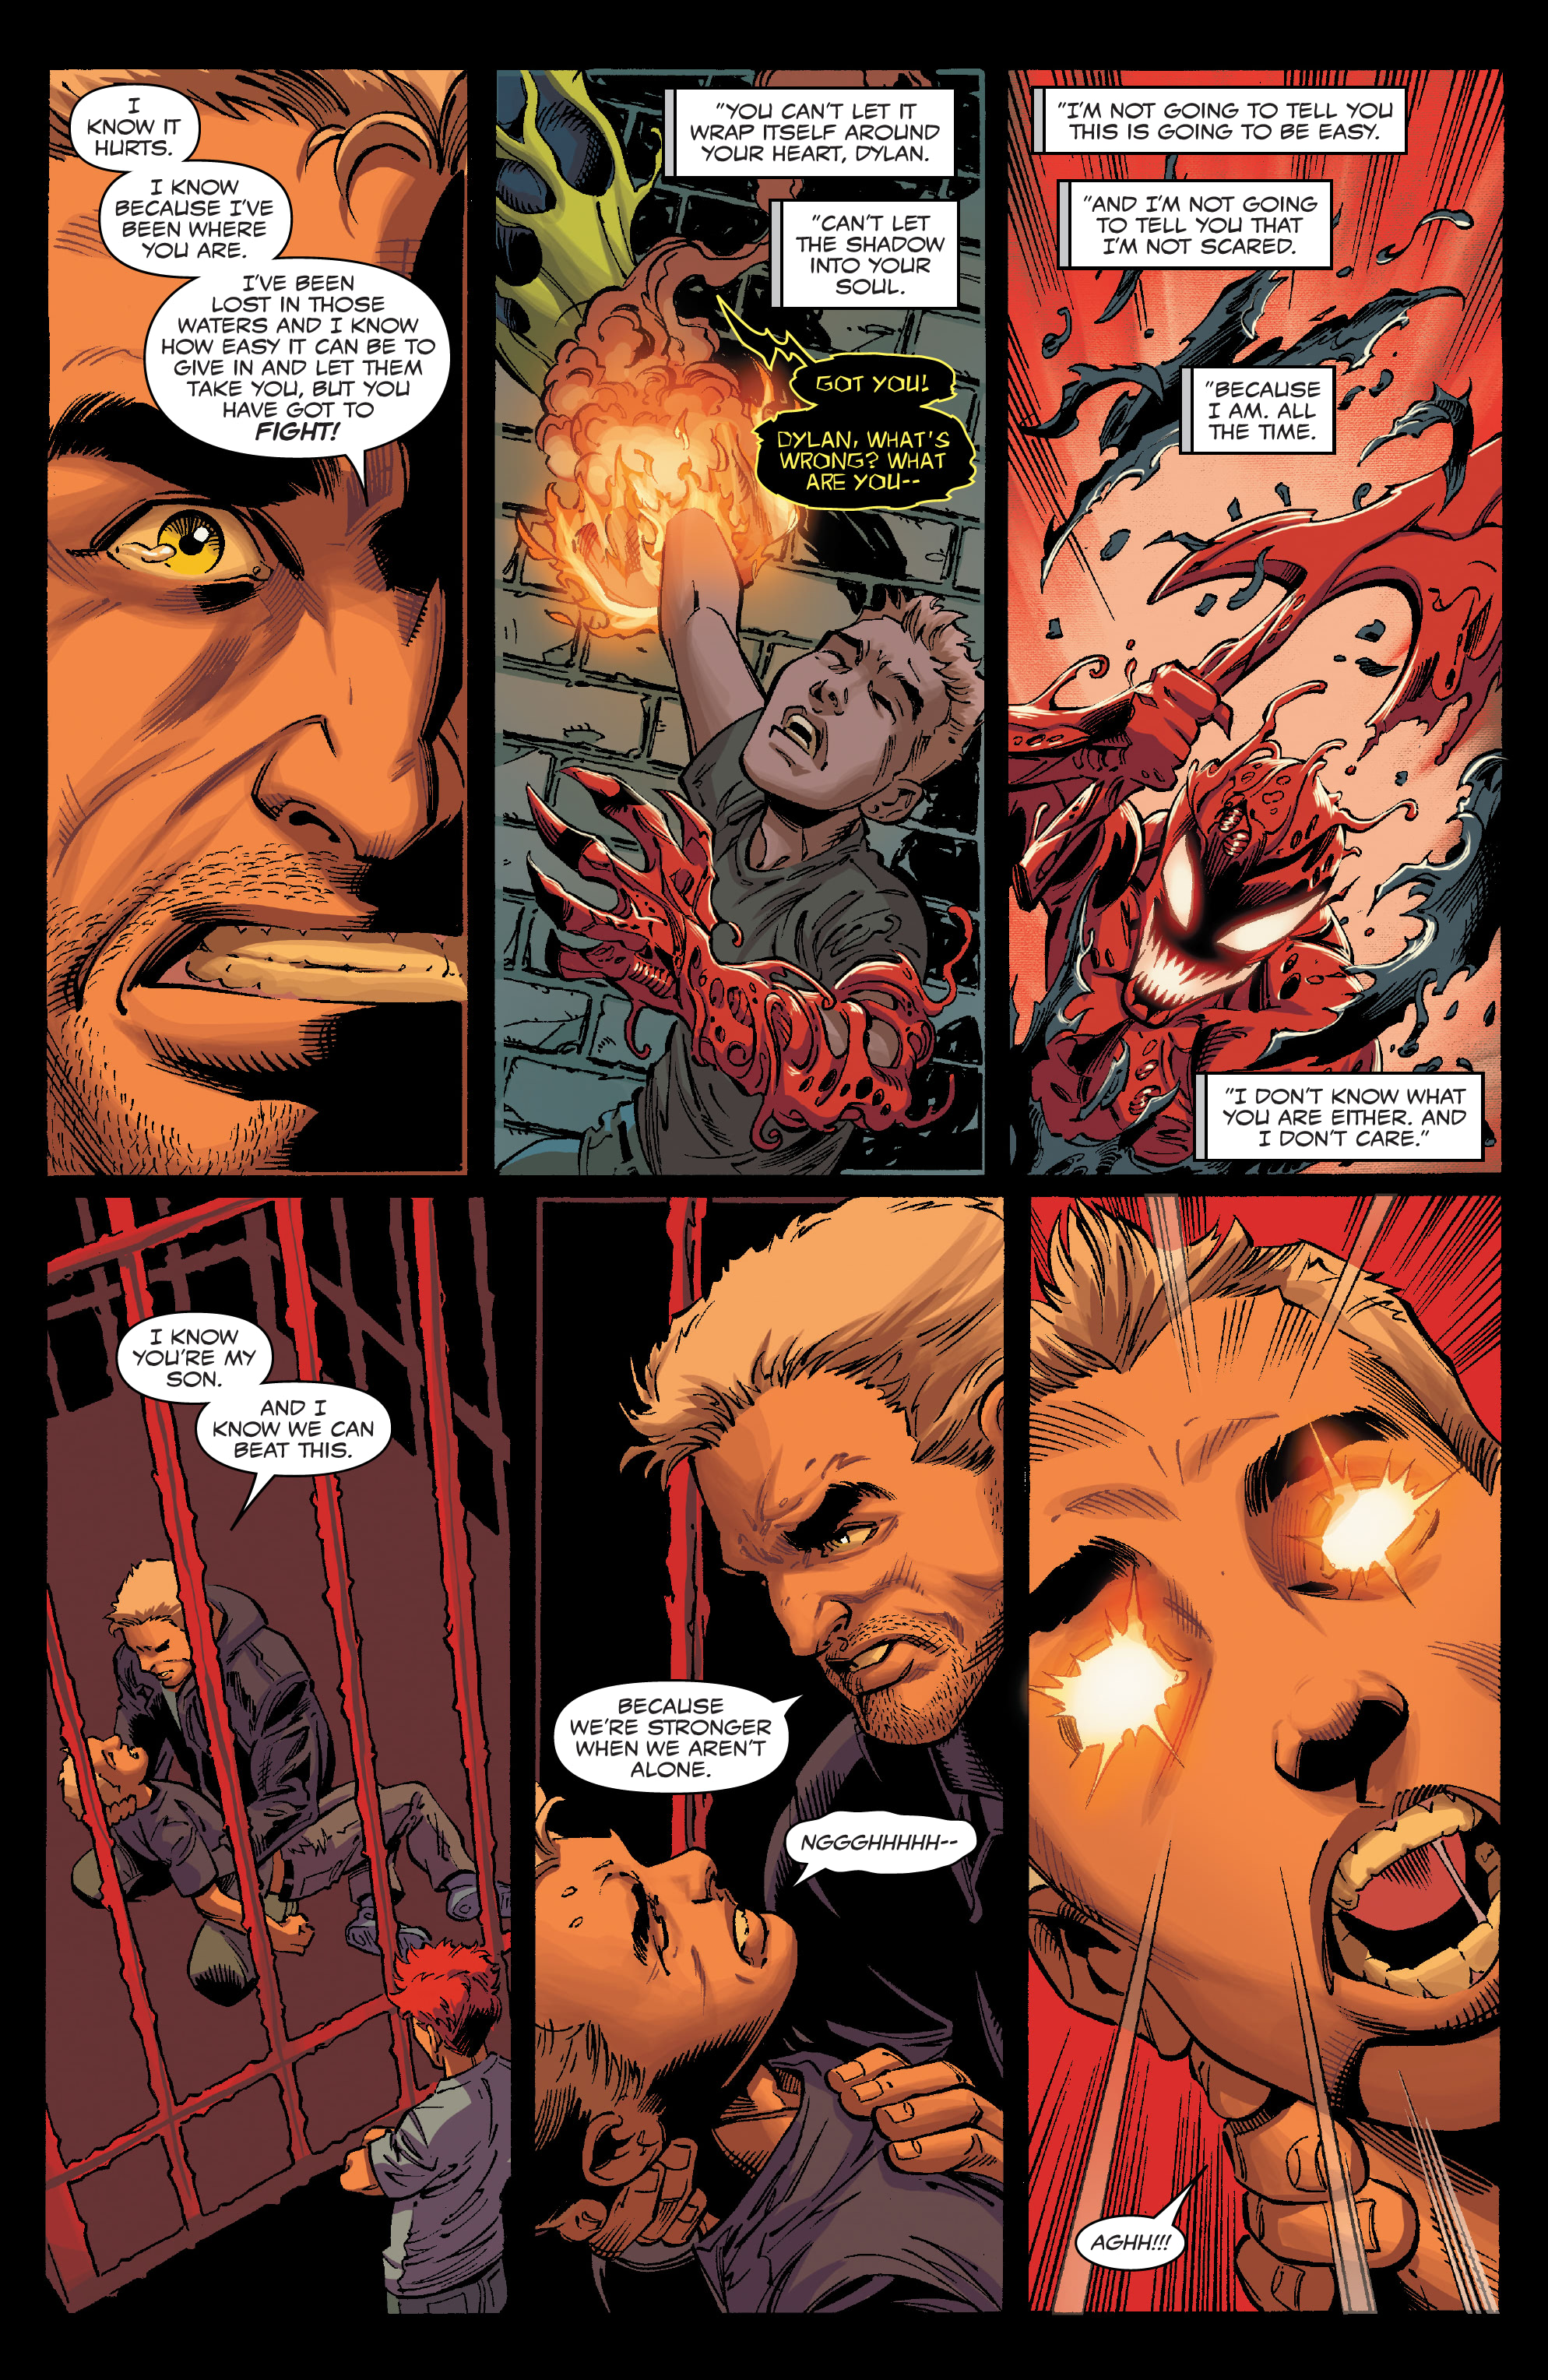 I
KNOW IT
HURTS.
I KNOW
BECAUSE I'VE
BEEN WHERE
YOU ARE.
I'VE BEEN
LOST IN THOSE
WATERS AND I KNOW
HOW EASY IT CAN BE TO
GIVE IN AND LET THEM
TAKE YOU, BUT YOU
HAVE GOT TO
FIGHT!
"YOU CAN'T LET IT
WRAP ITSELF AROUND
YOUR HEART, DYLAN.
"CAN'T LET
THE SHADOW
INTO YOUR
SOUL.
GOT YOU!
DYLAN, WHAT'S
WRONG? WHAT
ARE YOU--
"I'M NOT GOING TO TELL YOU
THIS IS GOING TO BE EASY.
"AND I'M NOT GOING
TO TELL YOU THAT
I'M NOT SCARED.
"BECAUSE
I AM. ALL
THE TIME.
"I DON'T KNOW WHAT
YOU ARE EITHER. AND
I DON'T CARE."
I KNOW
YOU'RE MY
SON.
AND I
KNOW WE CAN
BEAT THIS.
BECAUSE
WE'RE STRONGER
WHEN WE AREN'T
ALONE.
NGGGHHHHH--
AGHH!!!